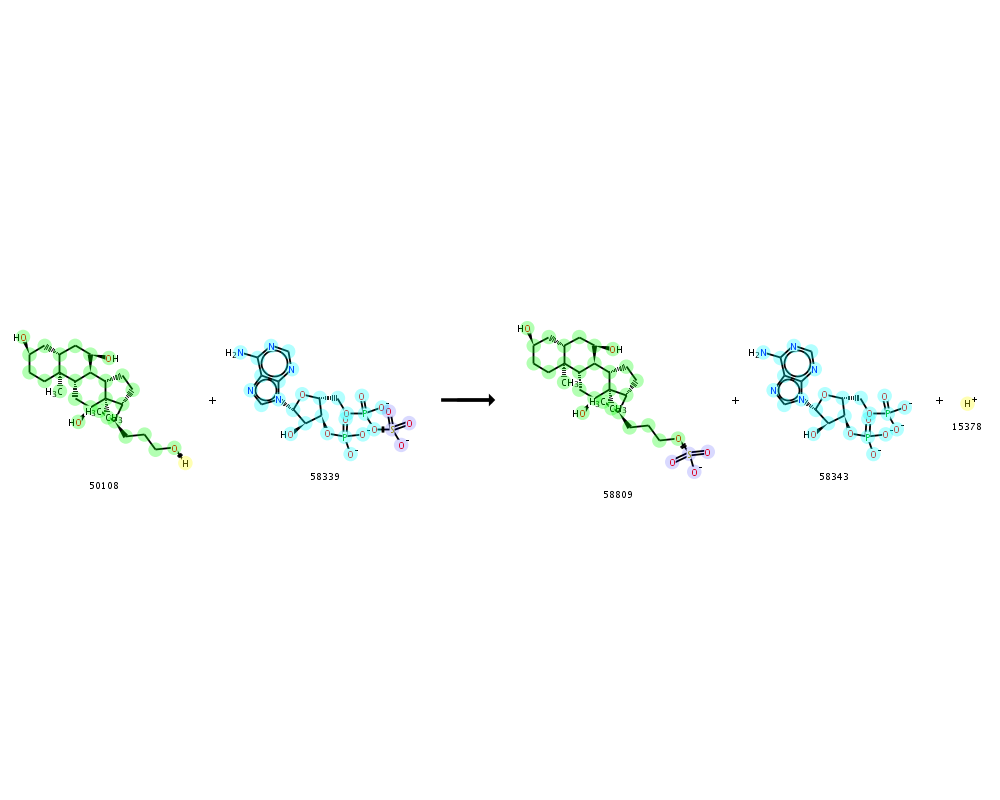 HO
OH
H₃C
H₃C
CH₃
HO
O
H
50108
+
H₂N
N
N
N
N
N
O
HO
O
O
P
O
O⁻
O
P
O
O⁻
O⁻
O
S
O
O
O⁻
58339
HO
OH
CH₃
H₃C
CH₃
HO
O
S
O
O
O⁻
58809
+
H₂N
N
N
N
N
N
O
HO
O
O
P
O
O⁻
O⁻
O
P
O
O⁻
O⁻
58343
+
H⁺
15378